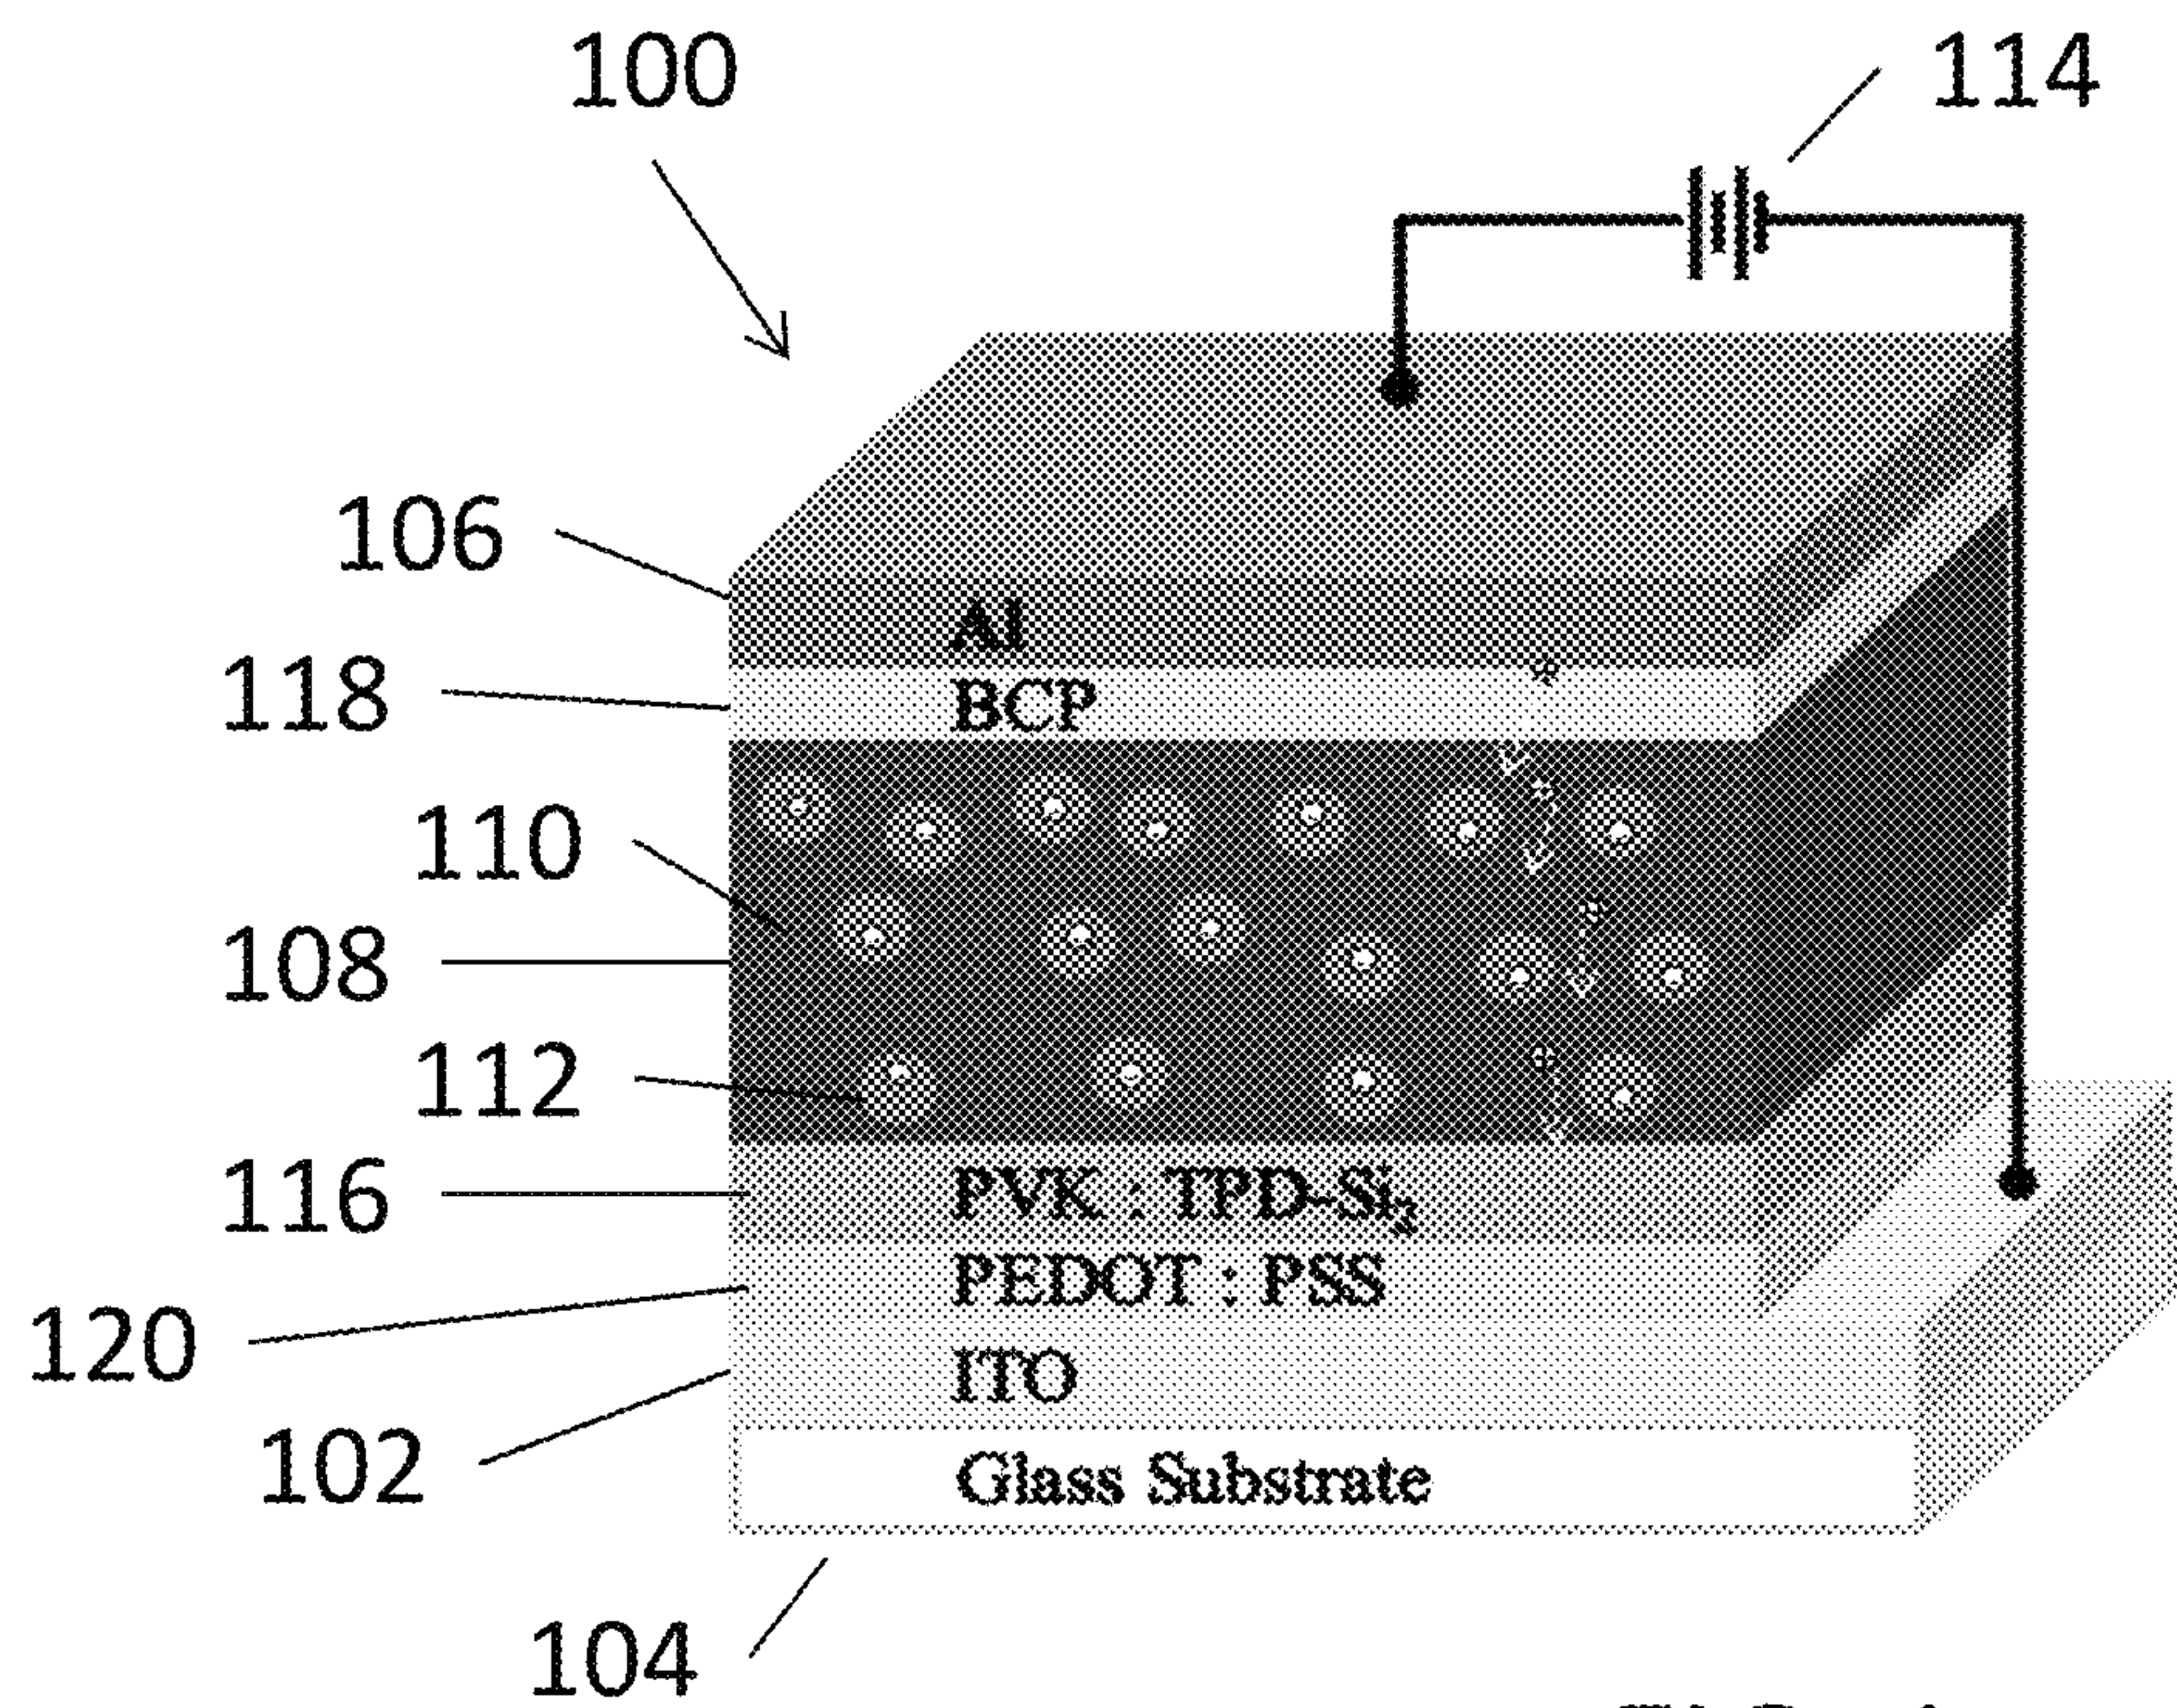 100
114
106
Al
118
BCP
110
108
112
116
PVK : TPD-Si₂
PEDOT : PSS
120
ITO
102
Glass Substrate
104